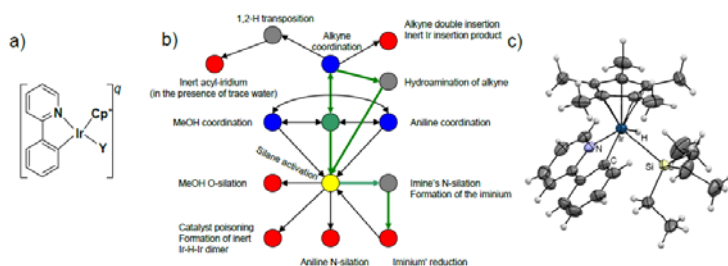 a)
b)
c)
1,2-H transposition
Alkyne
coordination
Alkyne double insertion
Inert Ir insertion product
Inert acyl-iridium
(in the presence of trace water)
Hydroamination of alkyne
MeOH coordination
Aniline coordination
Silane activation
MeOH O-silation
Imine's N-silation
Formation of the iminium
Catalyst poisoning
Formation of inert
Ir-H-Ir dimer
Aniline N-silation
Iminium' reduction
q
N
Cp*
Ir
Y
Ir
H
N
C
Si